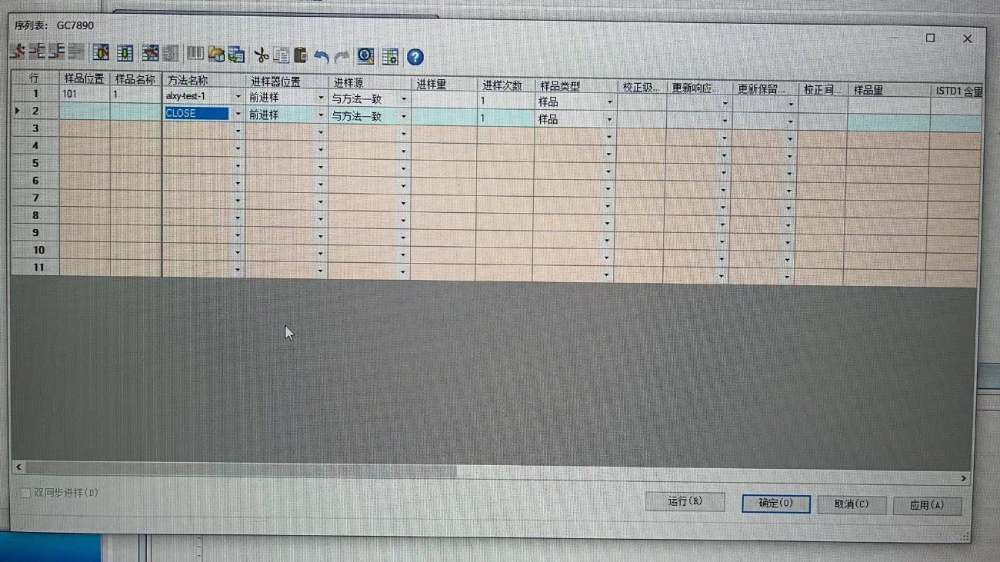 序列表： GC7890
行 样品位置 样品名称 方法名称 进样器位置 进样源 进样量 进样次数 样品类型 校正级... 更新响应... 更新保留... 校正间... 样品量 ISTD1 含量
1 101 1 alxy-test-1 前进样 与方法一致 1 样品
2 CLOSE 前进样 与方法一致 1 样品
3
4
5
6
7
8
9
10
11
双同步进样(D)
运行(R) 确定(O) 取消(C) 应用(A)